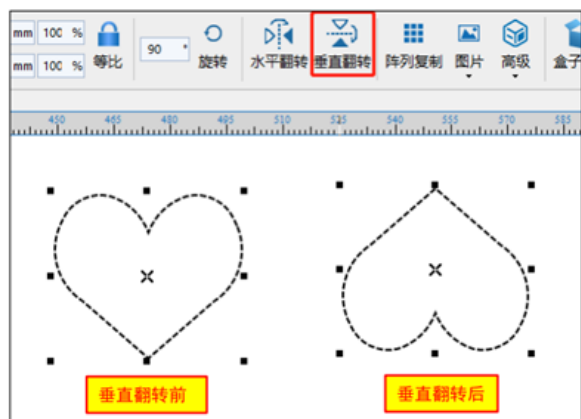 mm 100 %
mm 100 %
等比
90 °
旋转
水平翻转
垂直翻转
阵列复制
图片
高级
盒子
450 465 480 495 510 525 540 555 570 585
垂直翻转前
垂直翻转后